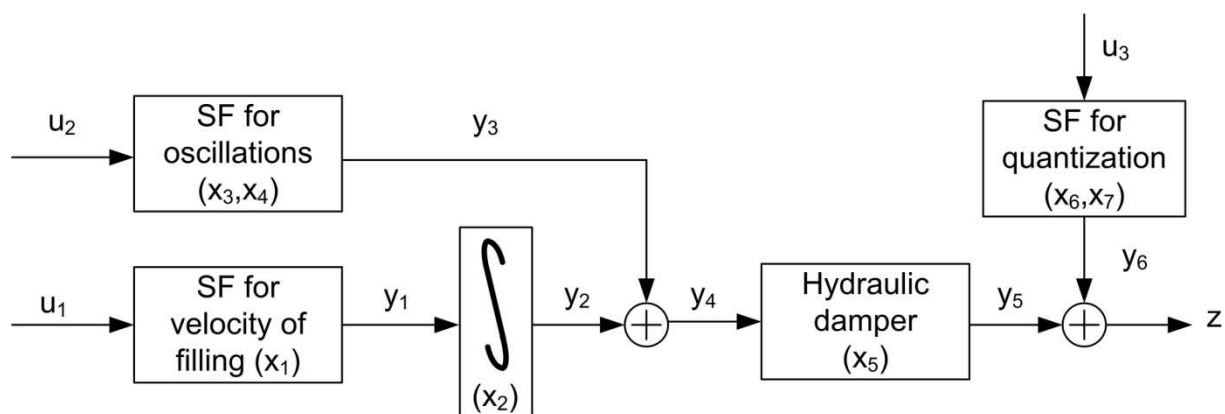 u₃
SF for
quantization
(x₆,x₇)
y₆
u₂
SF for
oscillations
(x₃,x₄)
y₃
u₁
SF for
velocity of
filling (x₁)
y₁
(x₂)
y₂
y₄
Hydraulic
damper
(x₅)
y₅
z